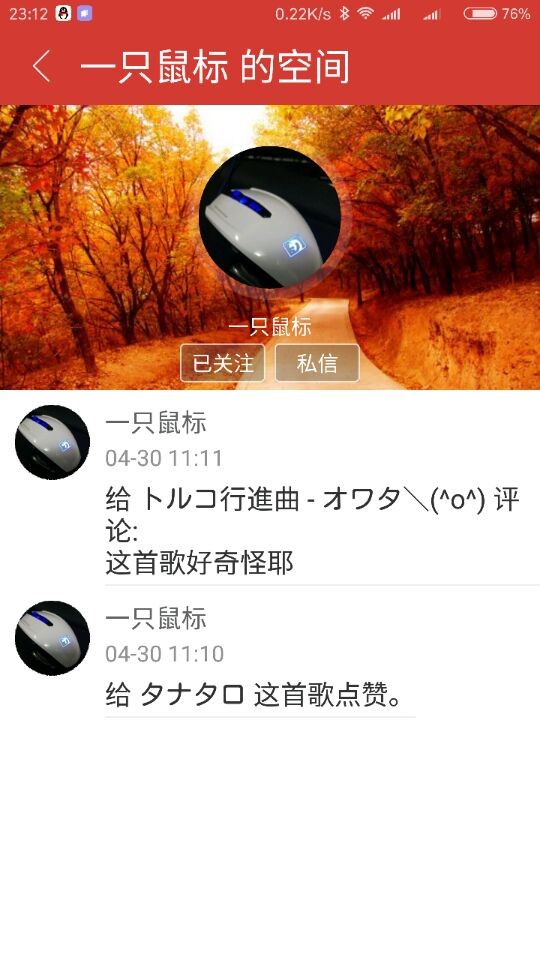 23:12 0.22K/s 76%
一只鼠标 的空间
一只鼠标
已关注 私信
一只鼠标
04-30 11:11
给 トルコ行進曲 - オワタ＼(^o^) 评
论:
这首歌好奇怪耶
一只鼠标
04-30 11:10
给 タナタロ 这首歌点赞。